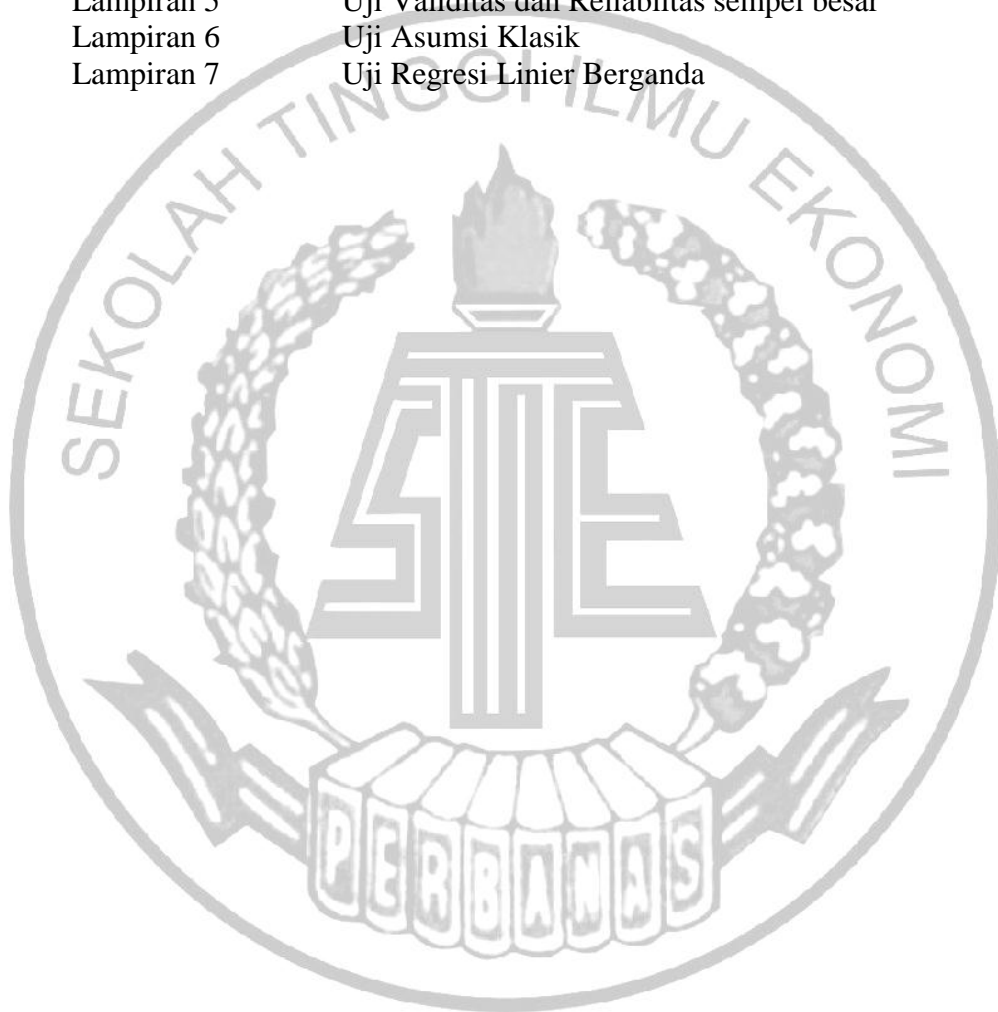 Lampiran 5 Uji Validitas dan Reliabilitas sempel besar
Lampiran 6 Uji Asumsi Klasik
Lampiran 7 Uji Regresi Linier Berganda
SEKOLAH TINGGI ILMU EKONOMI
STIE
PERBANAS